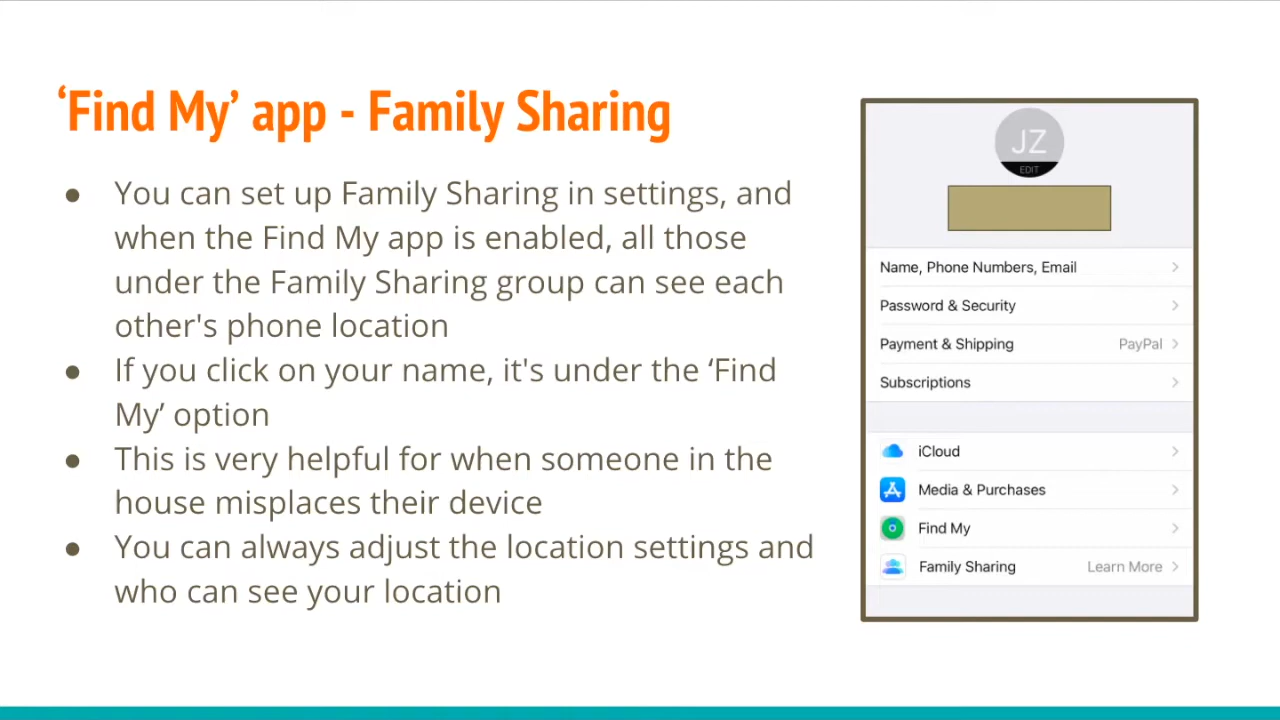 ‘Find My’ app - Family Sharing
● You can set up Family Sharing in settings, and
when the Find My app is enabled, all those
under the Family Sharing group can see each
other's phone location
● If you click on your name, it's under the ‘Find
My’ option
● This is very helpful for when someone in the
house misplaces their device
● You can always adjust the location settings and
who can see your location
JZ
EDIT
Name, Phone Numbers, Email
Password & Security
Payment & Shipping PayPal
Subscriptions
iCloud
Media & Purchases
Find My
Family Sharing Learn More